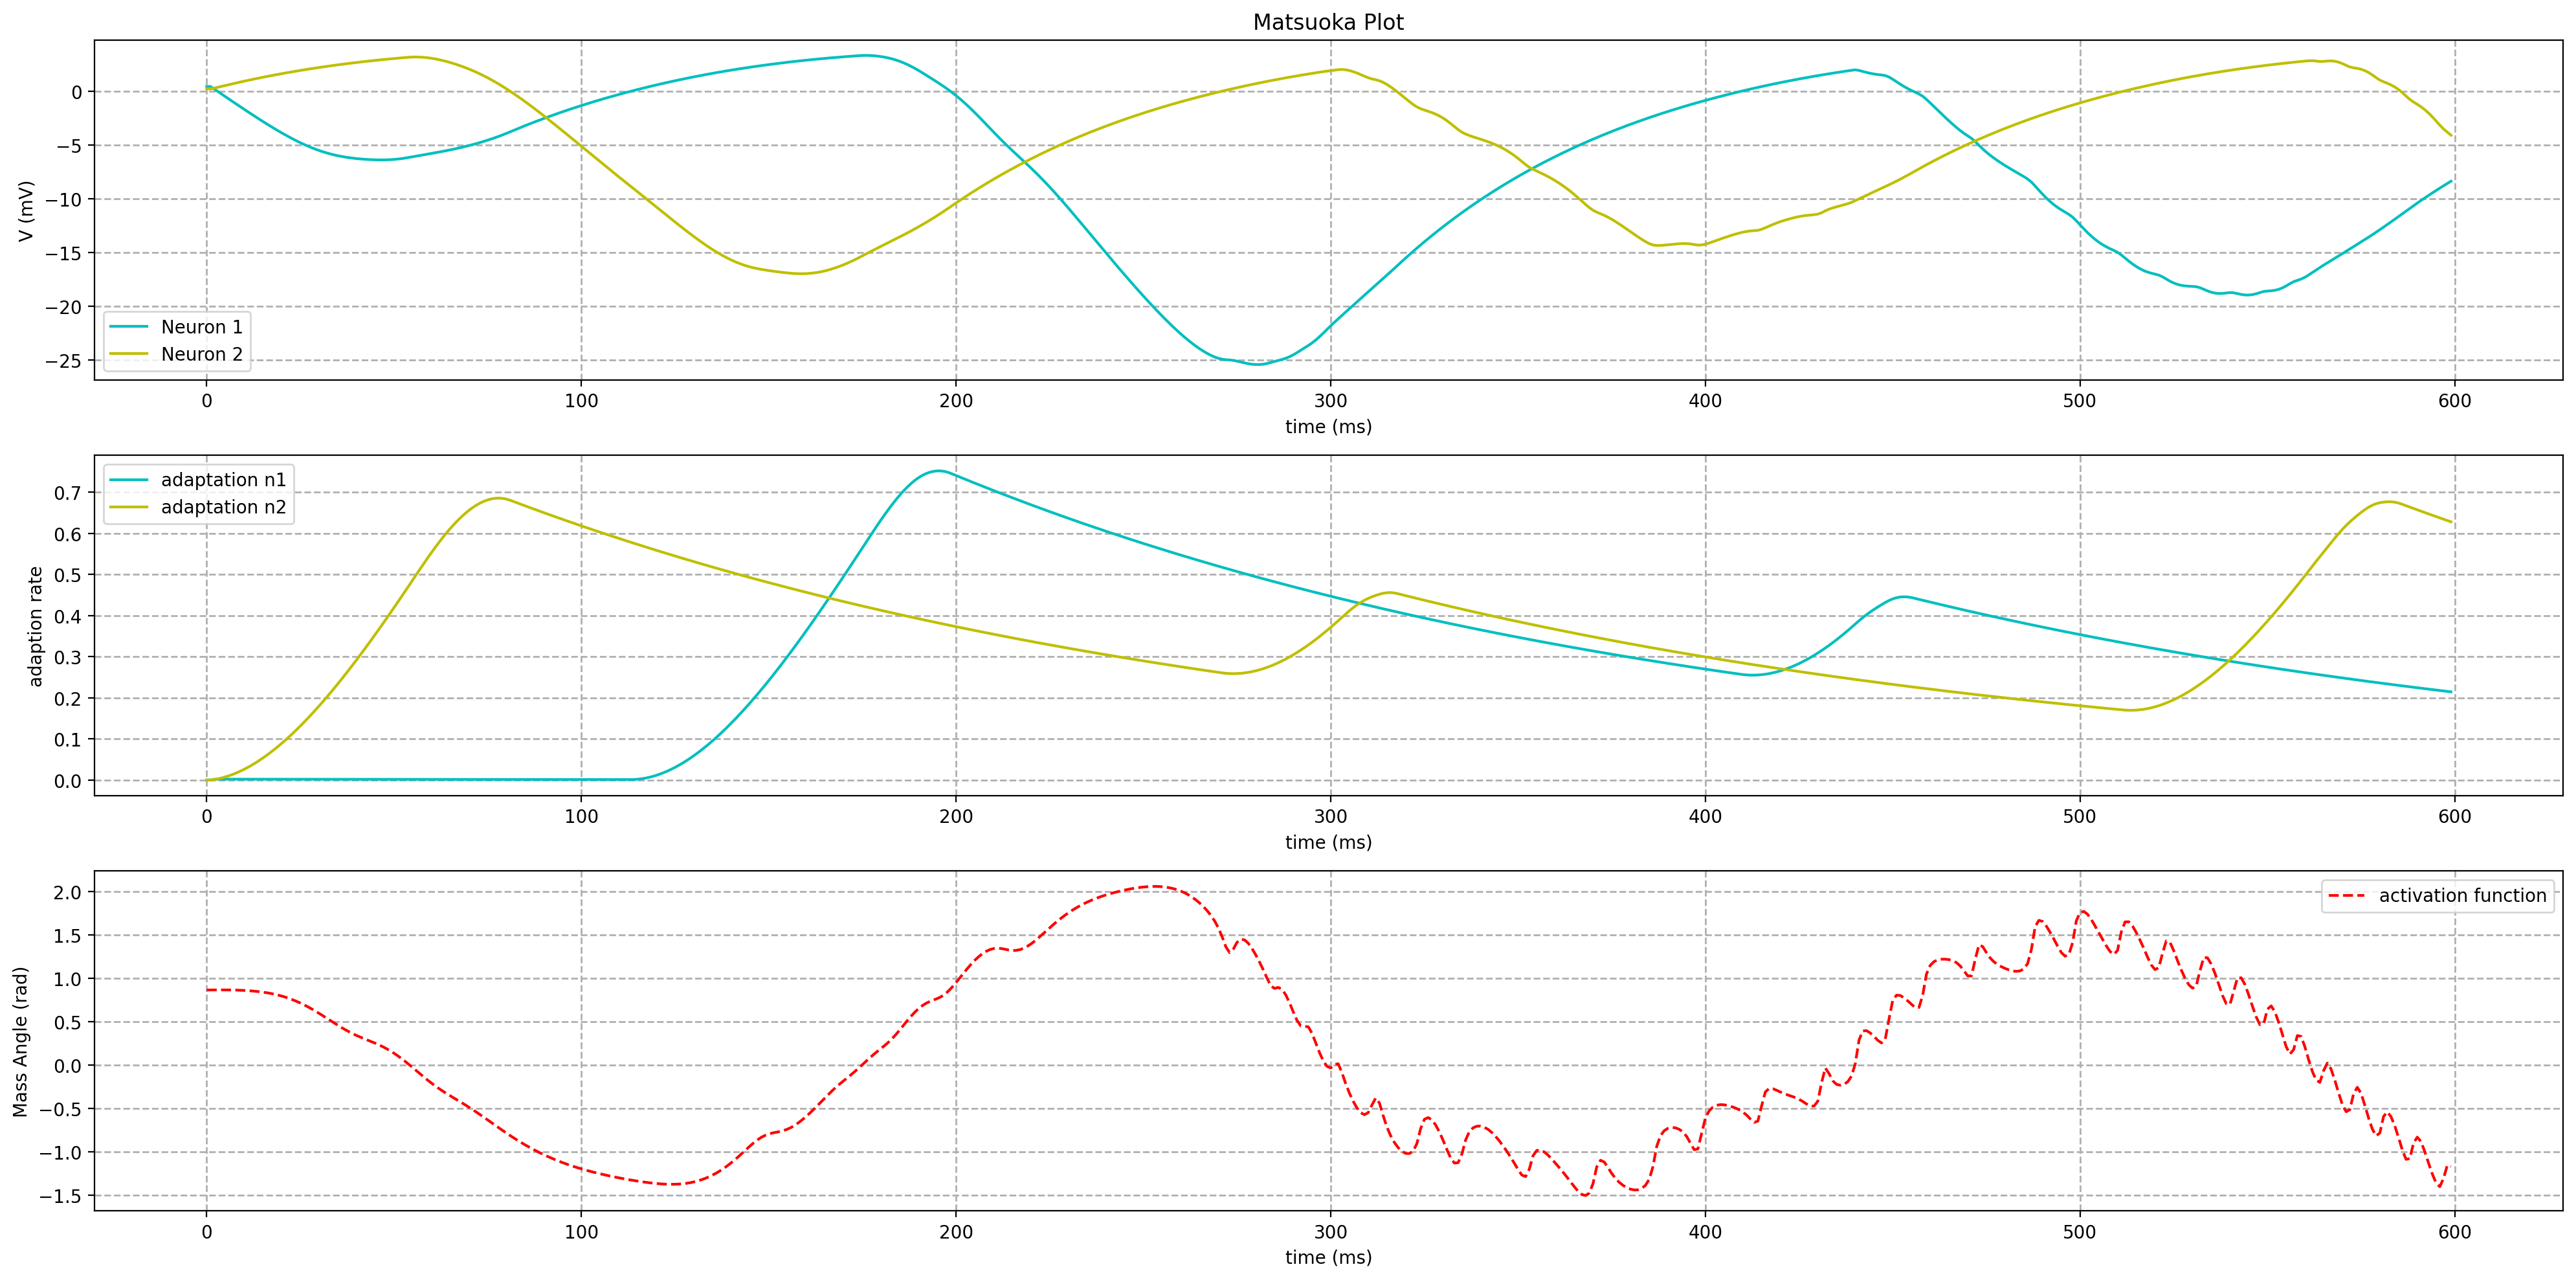 Matsuoka Plot
V (mV)
0
−5
−10
−15
−20
−25
Neuron 1
Neuron 2
0 100 200 300 400 500 600
time (ms)
adaption rate
0.7
0.6
0.5
0.4
0.3
0.2
0.1
0.0
adaptation n1
adaptation n2
0 100 200 300 400 500 600
time (ms)
Mass Angle (rad)
2.0
1.5
1.0
0.5
0.0
−0.5
−1.0
−1.5
activation function
0 100 200 300 400 500 600
time (ms)